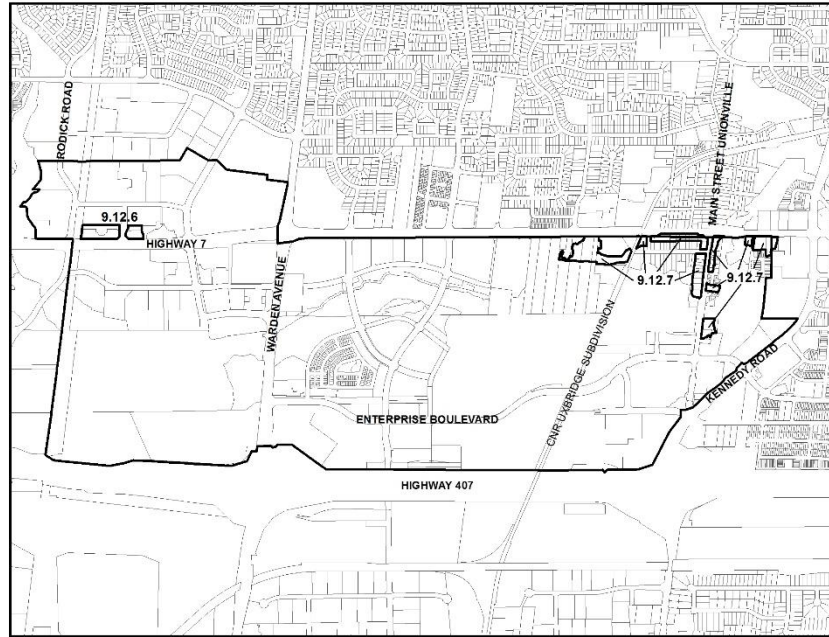 RODICK ROAD
MAIN STREET UNIONVILLE
9.12.6
HIGHWAY 7
WARDEN AVENUE
9.12.7
9.12.7
CNR UXBRIDGE SUBDIVISION
KENNEDY ROAD
ENTERPRISE BOULEVARD
HIGHWAY 407